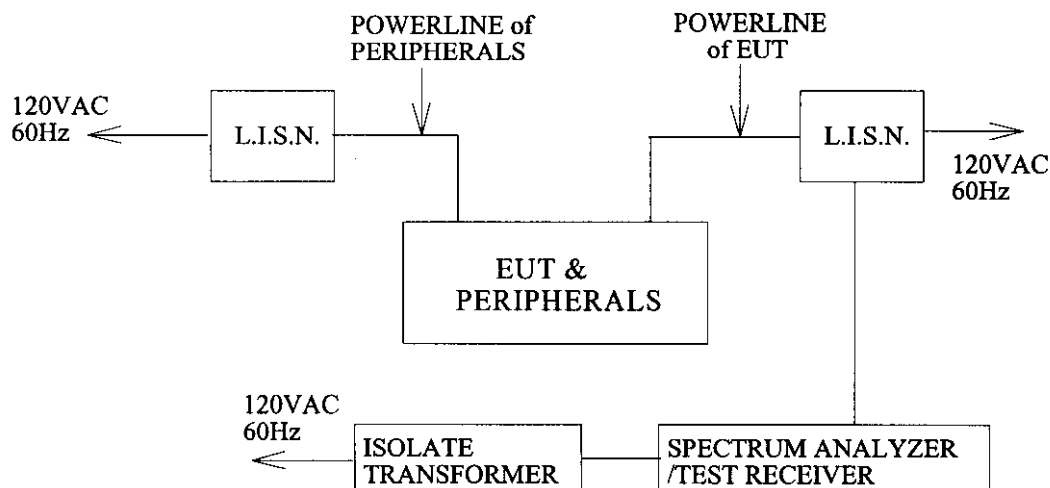 POWERLINE of
PERIPHERALS
POWERLINE
of EUT
120VAC
60Hz
L.I.S.N.
L.I.S.N.
120VAC
60Hz
EUT &
PERIPHERALS
120VAC
60Hz
ISOLATE
TRANSFORMER
SPECTRUM ANALYZER
/TEST RECEIVER